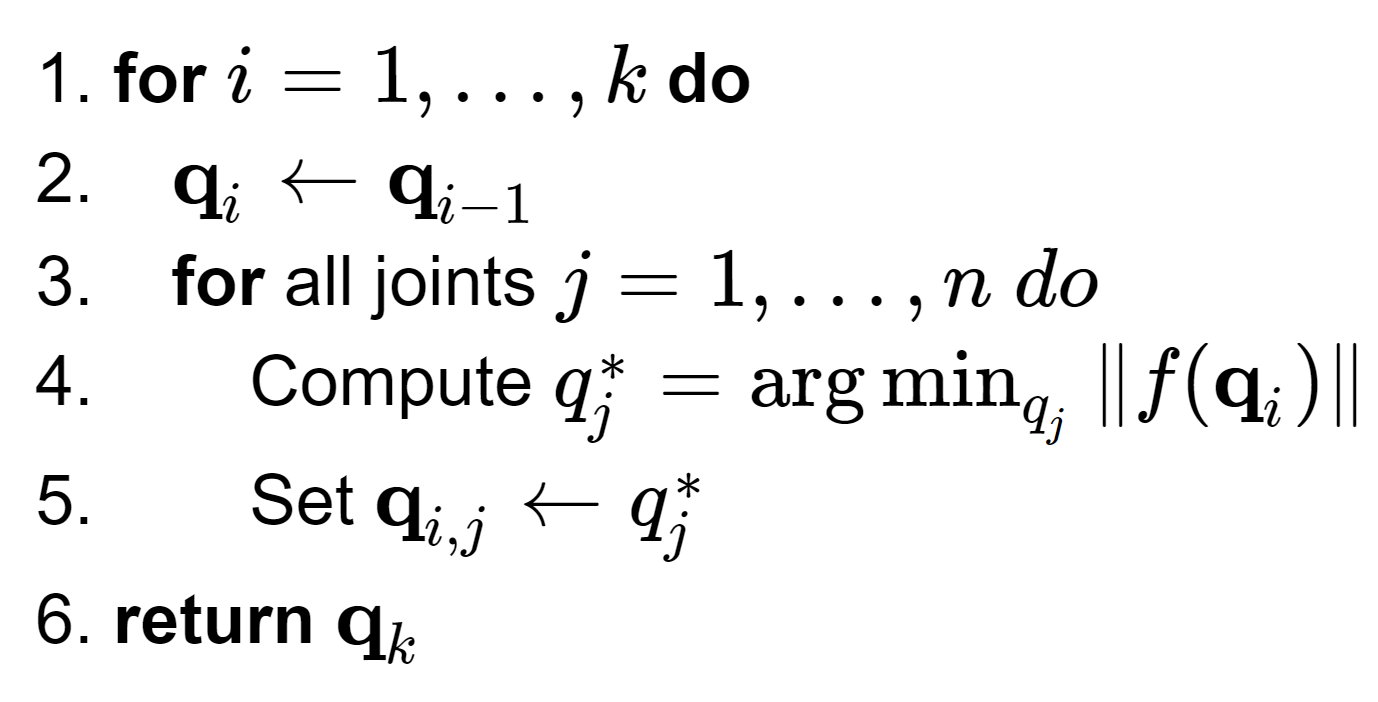 1. for i = 1, . . . , k do
2. q_i ← q_{i−1}
3. for all joints j = 1, . . . , n do
4. Compute q_j^* = arg min_{q_j} ‖f(q_i)‖
5. Set q_{i,j} ← q_j^*
6. return q_k